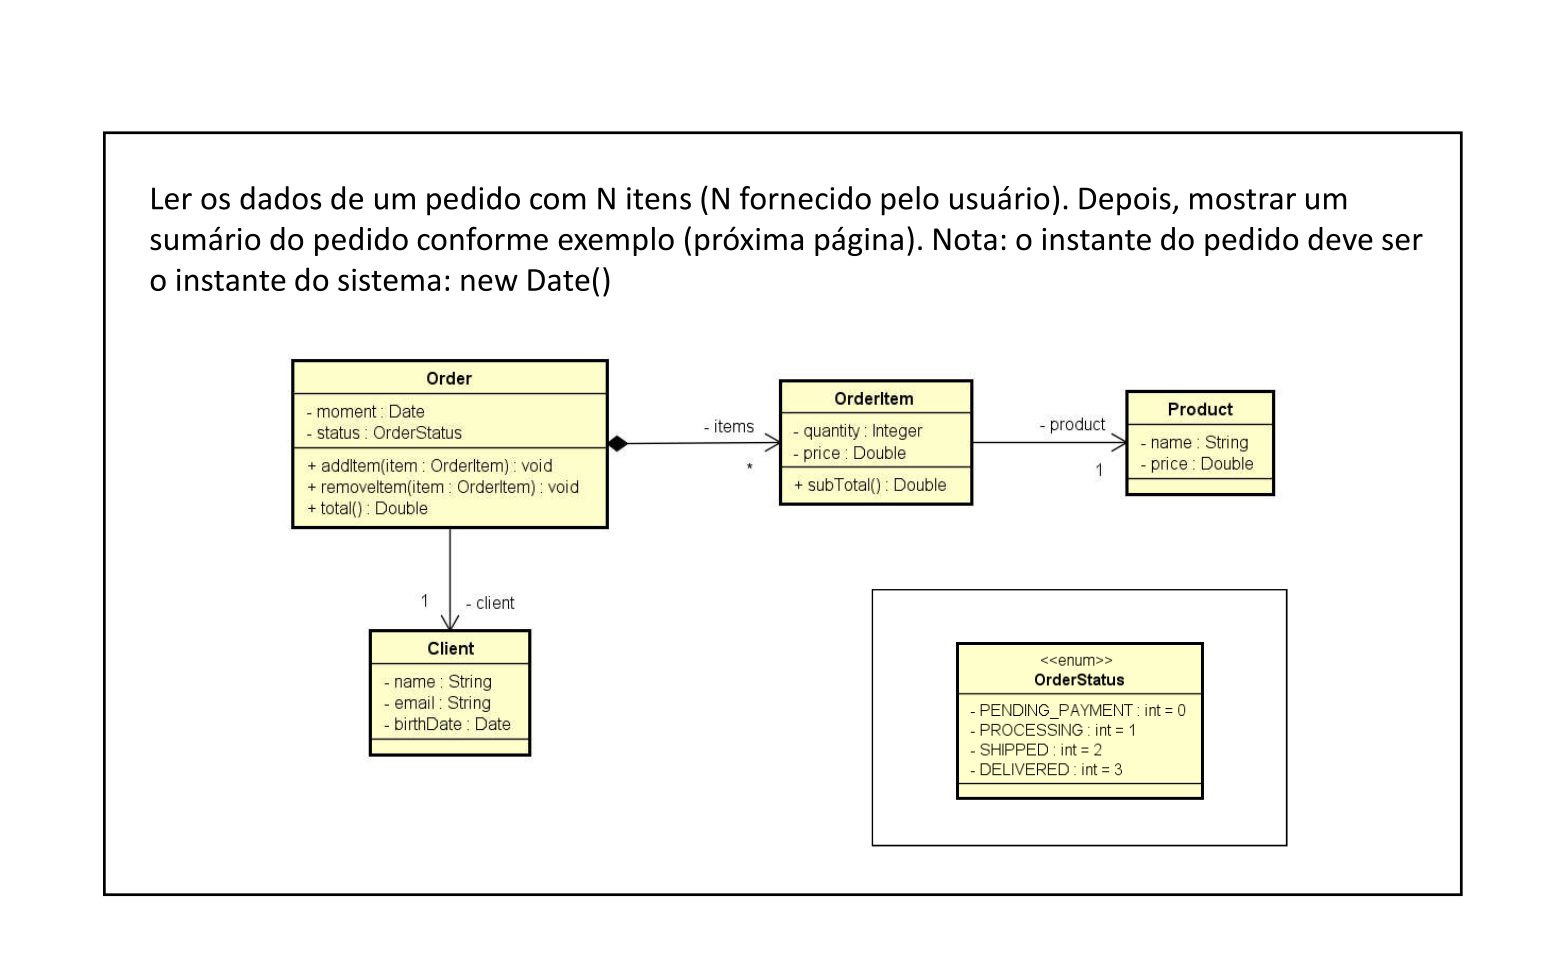 Ler os dados de um pedido com N itens (N fornecido pelo usuário). Depois, mostrar um
sumário do pedido conforme exemplo (próxima página). Nota: o instante do pedido deve ser
o instante do sistema: new Date()
Order
- moment : Date
- status : OrderStatus
+ addItem(item : OrderItem) : void
+ removeItem(item : OrderItem) : void
+ total() : Double
- items
*
OrderItem
- quantity : Integer
- price : Double
+ subTotal() : Double
- product
1
Product
- name : String
- price : Double
1
- client
Client
- name : String
- email : String
- birthDate : Date
<<enum>>
OrderStatus
- PENDING_PAYMENT : int = 0
- PROCESSING : int = 1
- SHIPPED : int = 2
- DELIVERED : int = 3